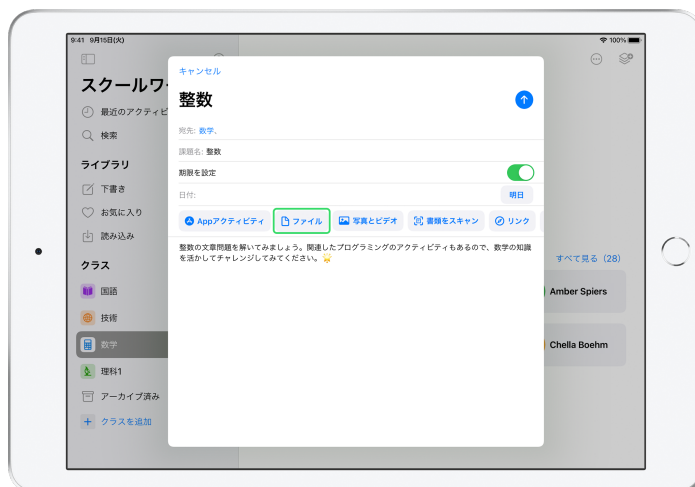 9:41 9月15日(火)
100%
スクールワー
最近のアクティビ
検索
ライブラリ
下書き
お気に入り
読み込み
クラス
国語
技術
数学
理科1
アーカイブ済み
クラスを追加
キャンセル
整数
宛先: 数学、
課題名: 整数
期限を設定
日付:
明日
Appアクティビティ
ファイル
写真とビデオ
書類をスキャン
リンク
整数の文章問題を解いてみましょう。関連したプログラミングのアクティビティもあるので、数学の知識
を活かしてチャレンジしてみてください。
すべて見る（28）
Amber Spiers
Chella Boehm